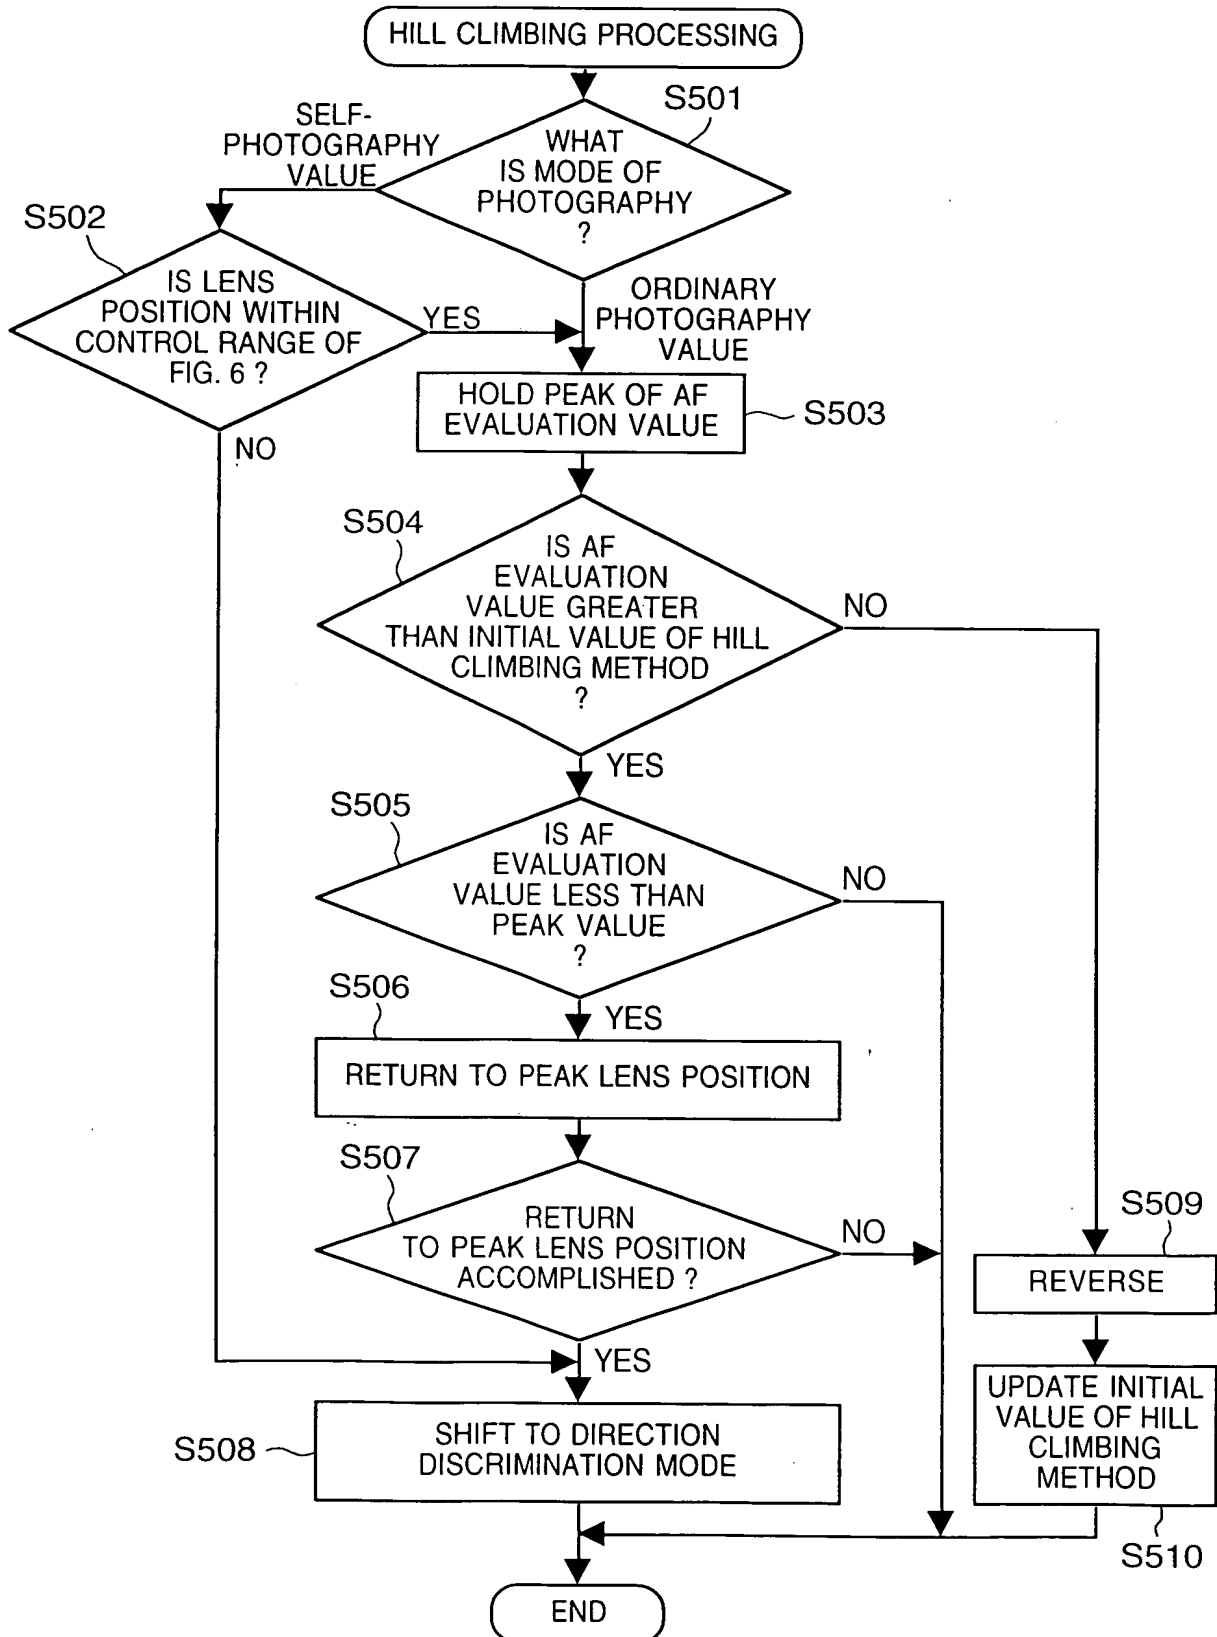 HILL CLIMBING PROCESSING
S501
WHAT
IS MODE OF
PHOTOGRAPHY
?
SELF-
PHOTOGRAPHY
VALUE
S502
IS LENS
POSITION WITHIN
CONTROL RANGE OF
FIG. 6 ?
YES
ORDINARY
PHOTOGRAPHY
VALUE
NO
HOLD PEAK OF AF
EVALUATION VALUE
S503
S504
IS AF
EVALUATION
VALUE GREATER
THAN INITIAL VALUE OF HILL
CLIMBING METHOD
?
NO
YES
S505
IS AF
EVALUATION
VALUE LESS THAN
PEAK VALUE
?
NO
YES
S506
RETURN TO PEAK LENS POSITION
S507
RETURN
TO PEAK LENS POSITION
ACCOMPLISHED ?
NO
YES
S509
REVERSE
S508
SHIFT TO DIRECTION
DISCRIMINATION MODE
UPDATE INITIAL
VALUE OF HILL
CLIMBING
METHOD
S510
END